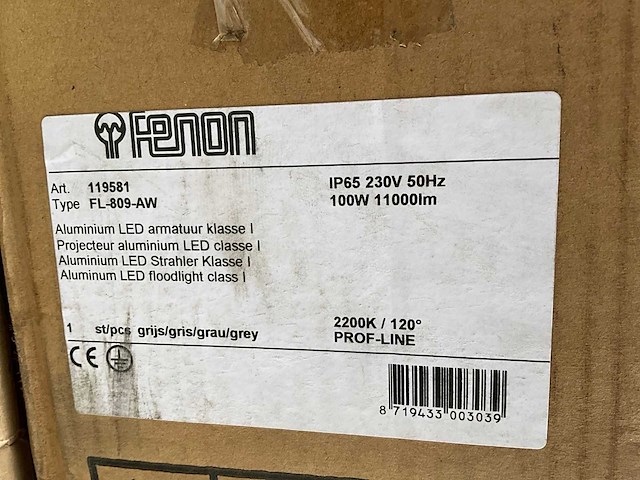 Fenon
Art. 119581
Type FL-809-AW
IP65 230V 50Hz
100W 11000lm
Aluminium LED armatuur klasse I
Projecteur aluminium LED classe I
Aluminium LED Strahler Klasse I
Aluminum LED floodlight class I
1 st/pcs grijs/gris/grau/grey
2200K / 120°
PROF-LINE
CE
8 719433 003039